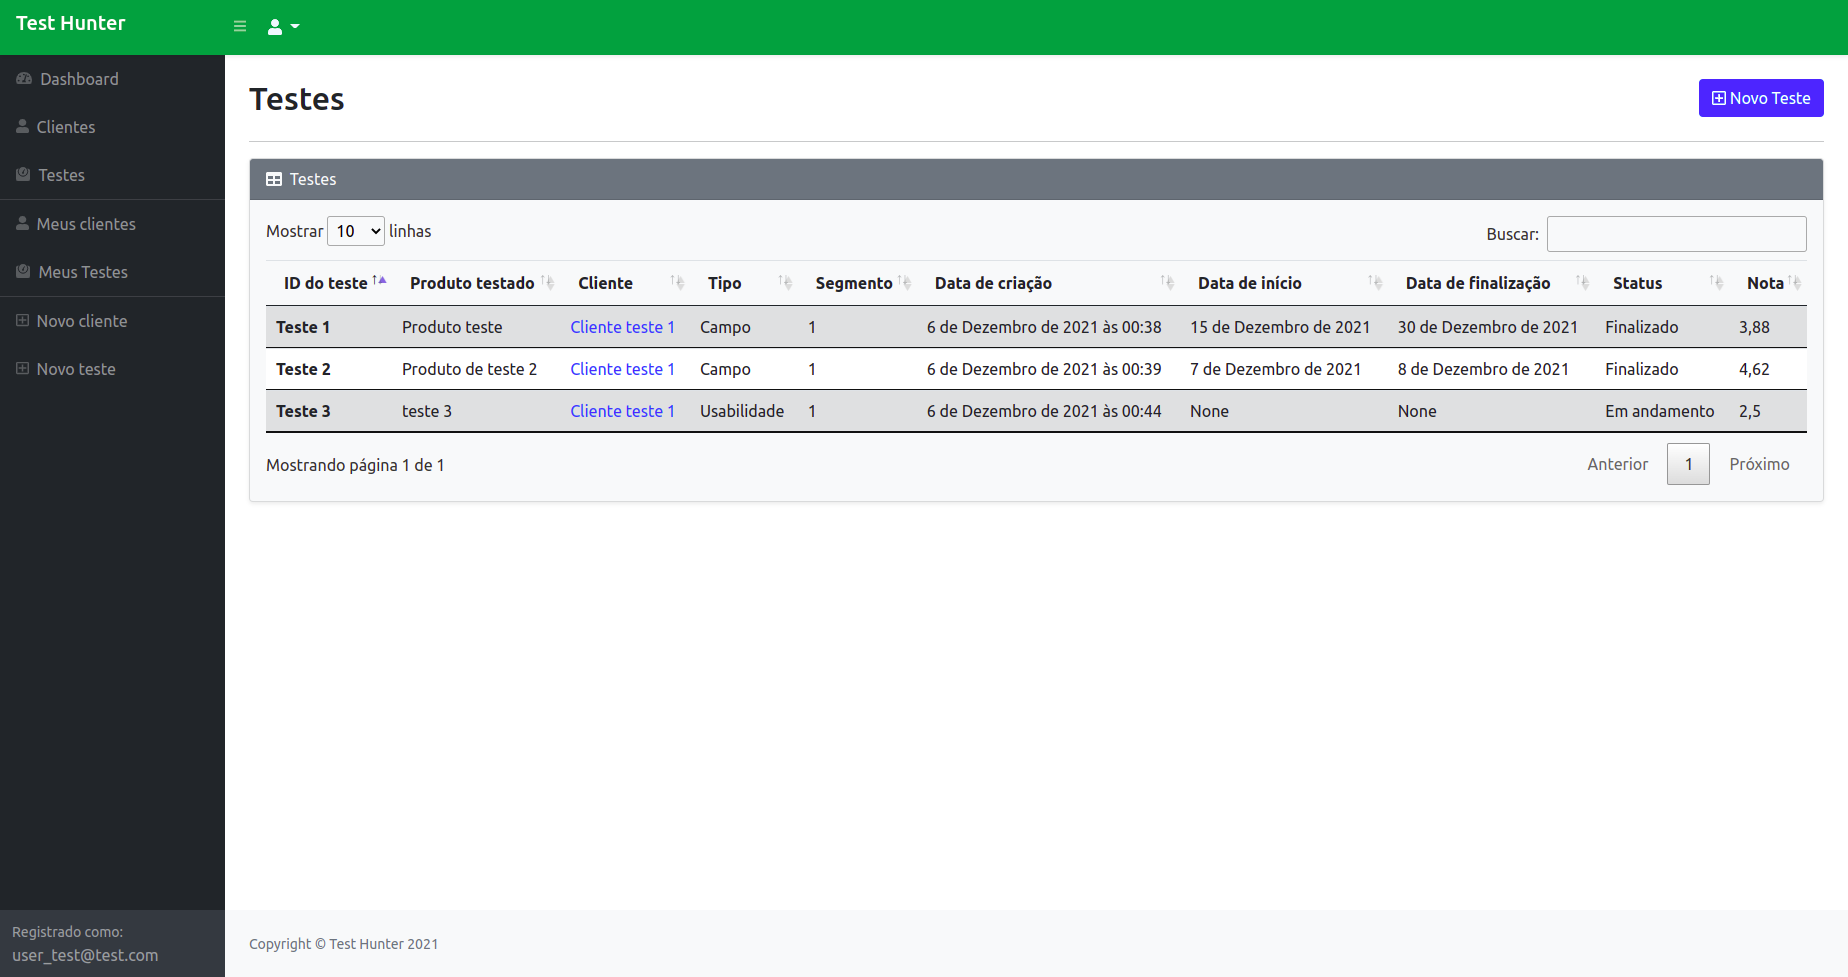 Test Hunter
Dashboard
Clientes
Testes
Meus clientes
Meus Testes
Novo cliente
Novo teste
Registrado como:
user_test@test.com
Testes
Novo Teste
Testes
Mostrar 10 linhas
Buscar:
ID do teste Produto testado Cliente Tipo Segmento Data de criação Data de início Data de finalização Status Nota
Teste 1 Produto teste Cliente teste 1 Campo 1 6 de Dezembro de 2021 às 00:38 15 de Dezembro de 2021 30 de Dezembro de 2021 Finalizado 3,88
Teste 2 Produto de teste 2 Cliente teste 1 Campo 1 6 de Dezembro de 2021 às 00:39 7 de Dezembro de 2021 8 de Dezembro de 2021 Finalizado 4,62
Teste 3 teste 3 Cliente teste 1 Usabilidade 1 6 de Dezembro de 2021 às 00:44 None None Em andamento 2,5
Mostrando página 1 de 1
Anterior 1 Próximo
Copyright © Test Hunter 2021